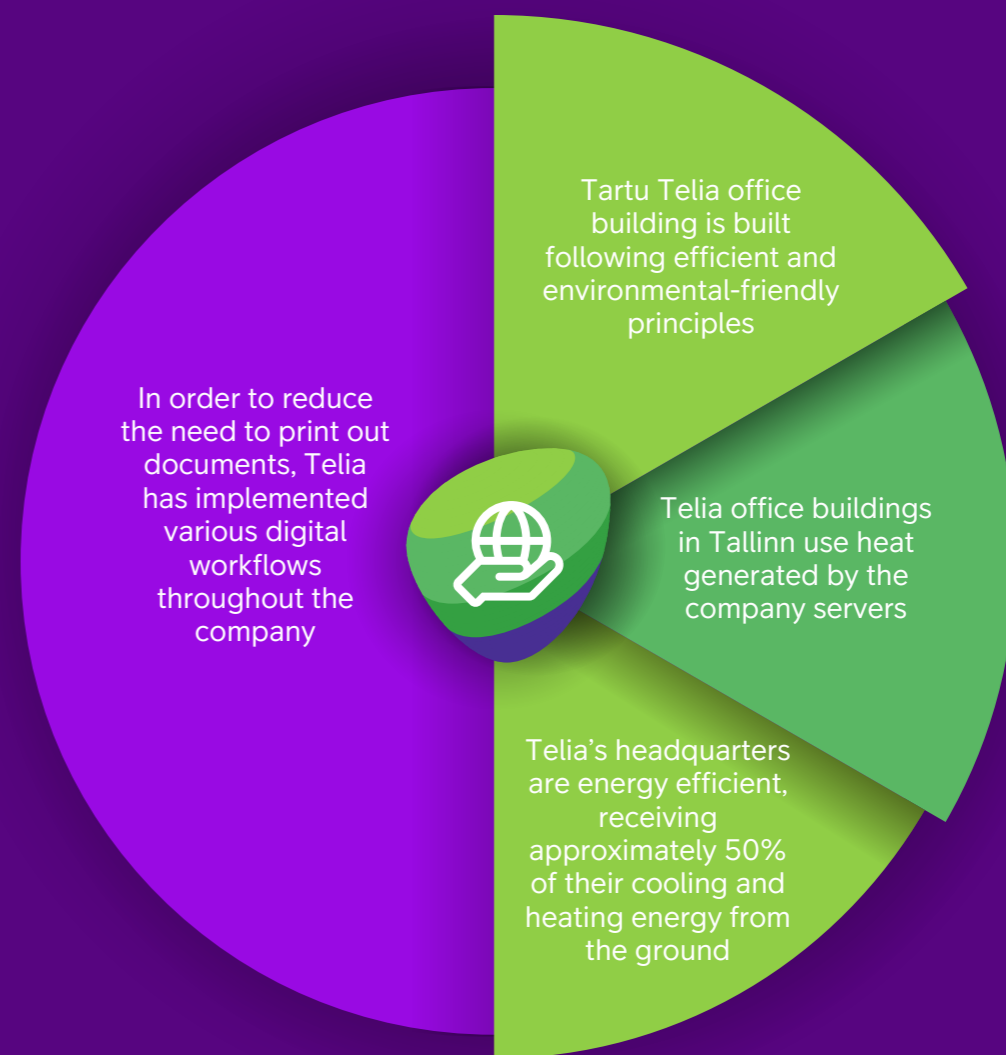 Tartu Telia office
building is built
following efficient and
environmental-friendly
principles
In order to reduce
the need to print out
documents, Telia
has implemented
various digital
workflows
throughout the
company
Telia office buildings
in Tallinn use heat
generated by the
company servers
Telia’s headquarters
are energy efficient,
receiving
approximately 50%
of their cooling and
heating energy from
the ground